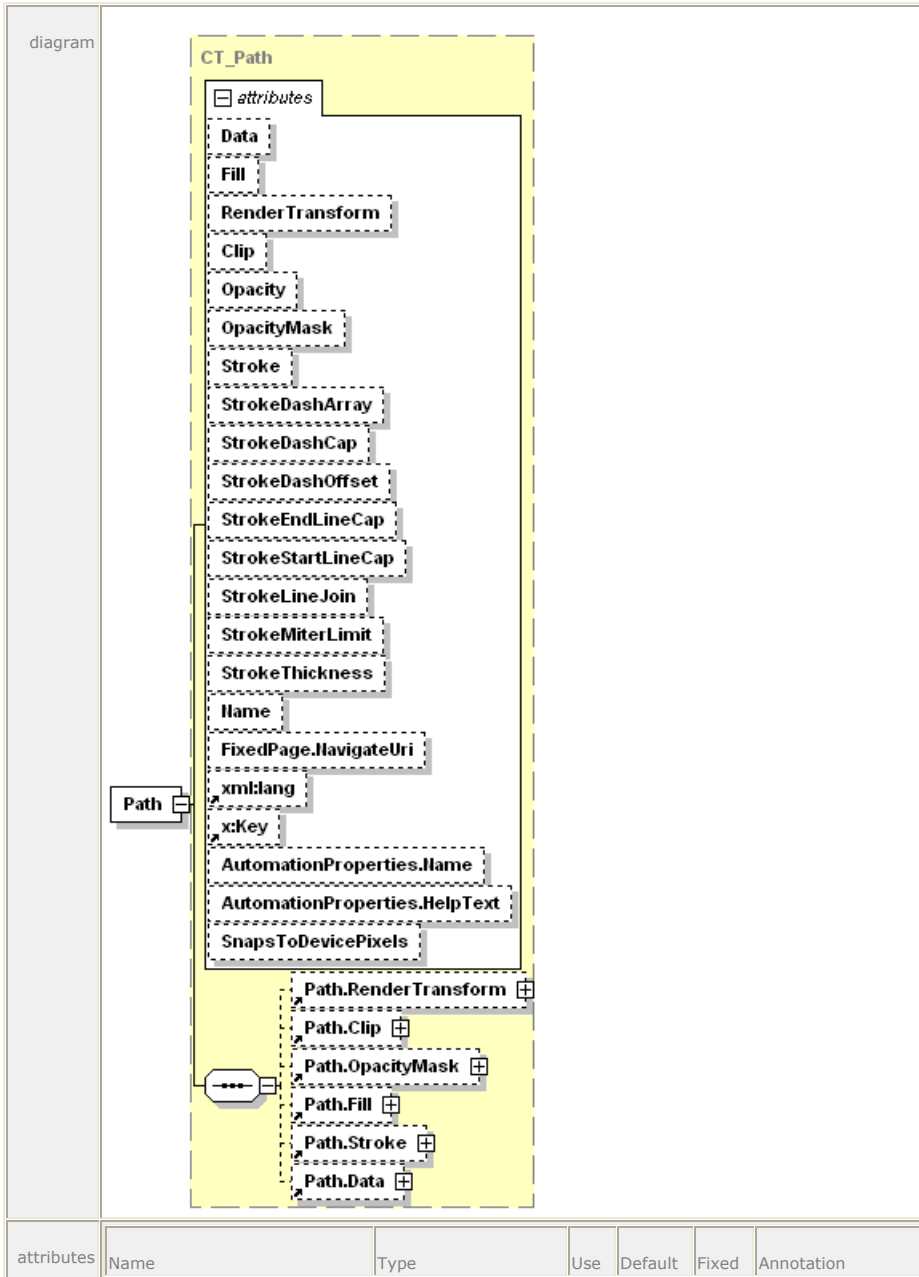 diagram
CT_Path
attributes
Data
Fill
RenderTransform
Clip
Opacity
OpacityMask
Stroke
StrokeDashArray
StrokeDashCap
StrokeDashOffset
StrokeEndLineCap
StrokeStartLineCap
StrokeLineJoin
StrokeMiterLimit
StrokeThickness
Name
FixedPage.NavigateUri
xml:lang
Path
x:Key
AutomationProperties.Name
AutomationProperties.HelpText
SnapsToDevicePixels
Path.RenderTransform
Path.Clip
Path.OpacityMask
Path.Fill
Path.Stroke
Path.Data
attributes Name Type Use Default Fixed Annotation